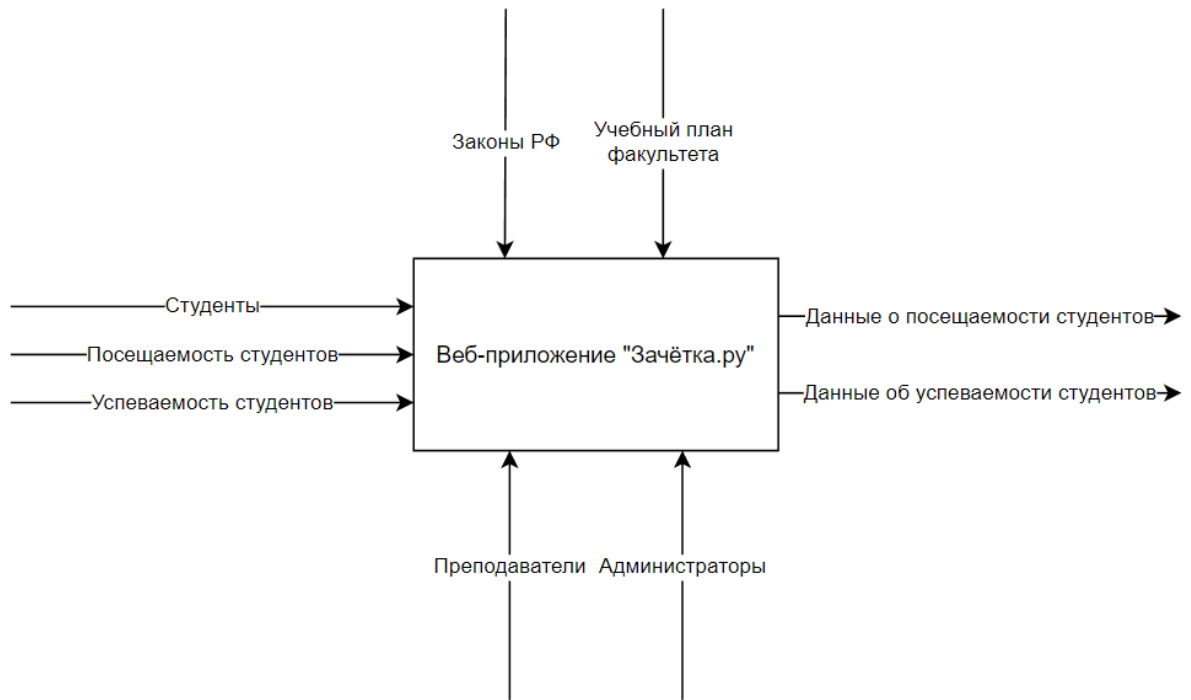 Законы РФ
Учебный план
факультета
Студенты
Посещаемость студентов
Успеваемость студентов
Веб-приложение "Зачётка.ру"
Данные о посещаемости студентов
Данные об успеваемости студентов
Преподаватели
Администраторы